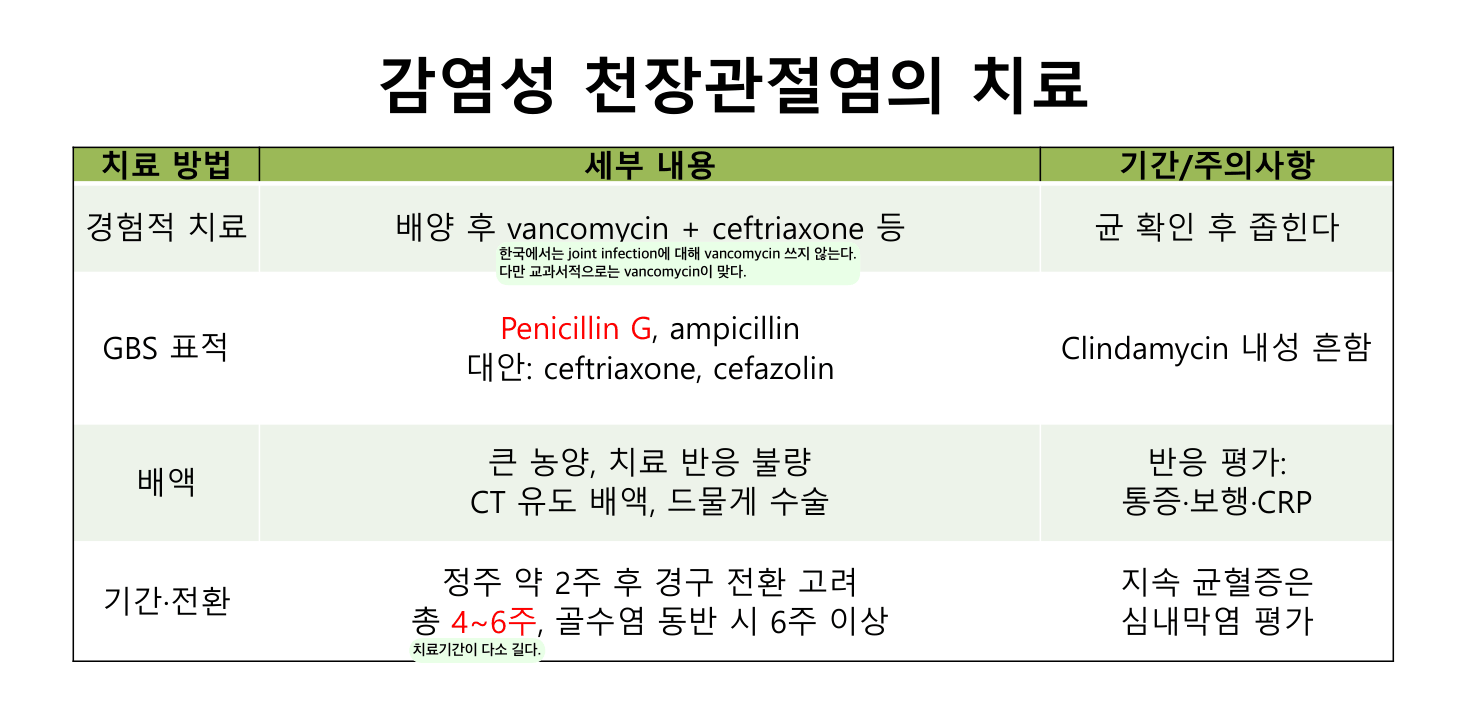 감염성 천장관절염의 치료
치료 방법 세부 내용 기간/주의사항
경험적 치료 배양 후 vancomycin + ceftriaxone 등 균 확인 후 좁힌다
한국에서는 joint infection에 대해 vancomycin 쓰지 않는다.
다만 교과서적으로는 vancomycin이 맞다.
GBS 표적
Penicillin G, ampicillin
대안: ceftriaxone, cefazolin
Clindamycin 내성 흔함
배액
큰 농양, 치료 반응 불량
CT 유도 배액, 드물게 수술
반응 평가:
통증·보행·CRP
기간·전환
정주 약 2주 후 경구 전환 고려
총 4~6주, 골수염 동반 시 6주 이상
치료기간이 다소 길다.
지속 균혈증은
심내막염 평가